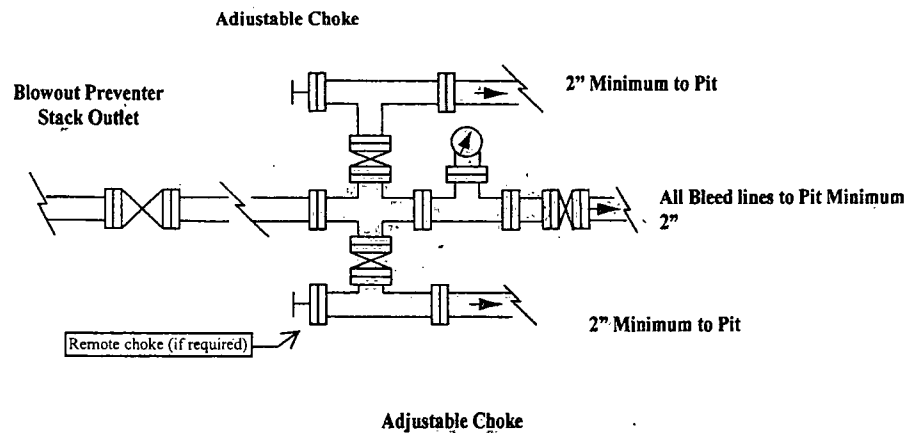 Adjustable Choke
Blowout Preventer
Stack Outlet
2” Minimum to Pit
All Bleed lines to Pit Minimum
2”
2” Minimum to Pit
Remote choke (if required)
Adjustable Choke